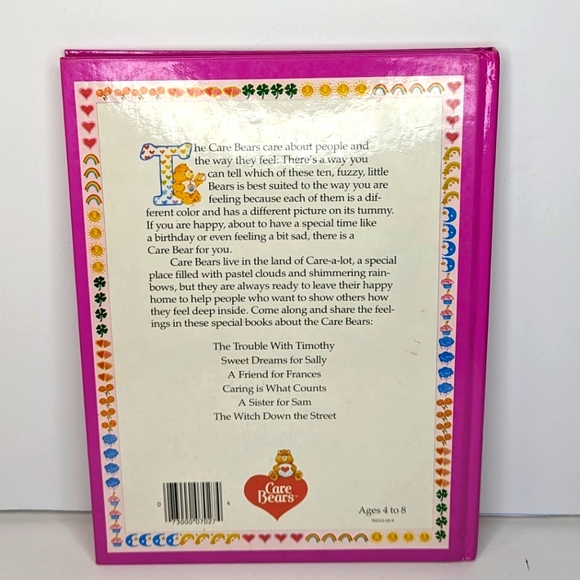 The Care Bears care about people and
the way they feel. There's a way you
can tell which of these ten, fuzzy, little
Bears is best suited to the way you are
feeling because each of them is a dif-
ferent color and has a different picture on its tummy.
If you are happy, about to have a special time like
a birthday or even feeling a bit sad, there is a
Care Bear for you.
Care Bears live in the land of Care-a-lot, a special
place filled with pastel clouds and shimmering rain-
bows, but they are always ready to leave their happy
home to help people who want to show others how
they feel deep inside. Come along and share the feel-
ings in these special books about the Care Bears:
The Trouble With Timothy
Sweet Dreams for Sally
A Friend for Frances
Caring is What Counts
A Sister for Sam
The Witch Down the Street
Care
Bears™
0 73000 07027 4
Ages 4 to 8